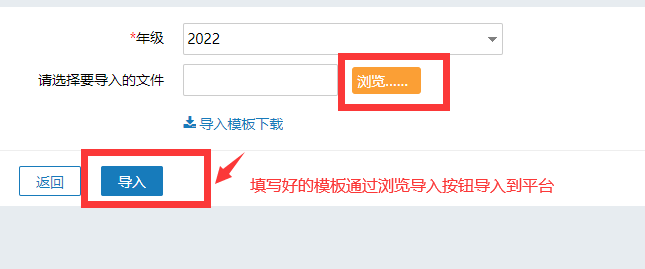 *年级 2022
请选择要导入的文件 浏览......
导入模板下载
返回 导入
填写好的模板通过浏览导入按钮导入到平台